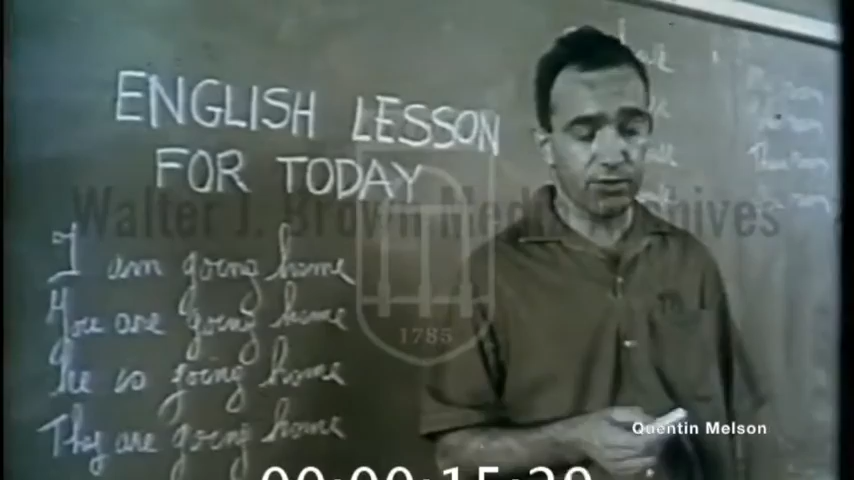 ENGLISH LESSON
FOR TODAY
I am going home
You are going home
He is going home
They are going home
Walter J. Brown Media Archives
1785
Quentin Melson
00:00:15:29